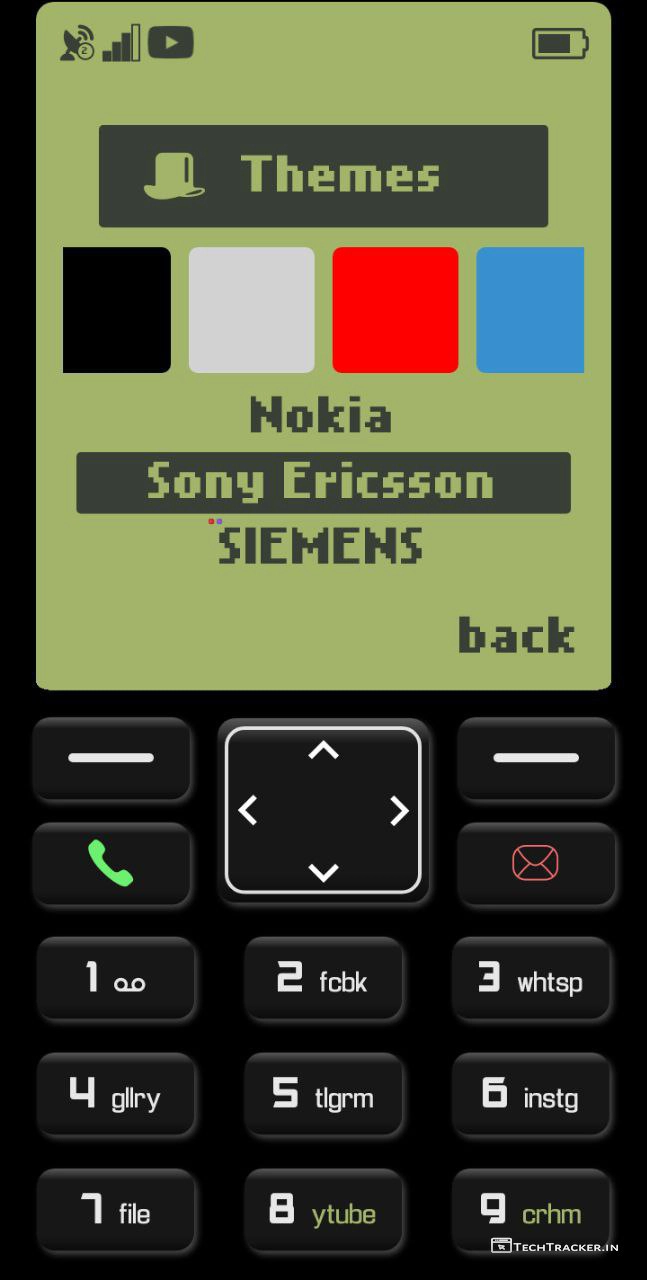 2
Themes
Nokia
Sony Ericsson
SIEMENS
back
1
2 fcbk
3 whtsp
4 gllry
5 tlgrm
6 instg
7 file
8 ytube
9 crhm
TECHTRACKER.IN